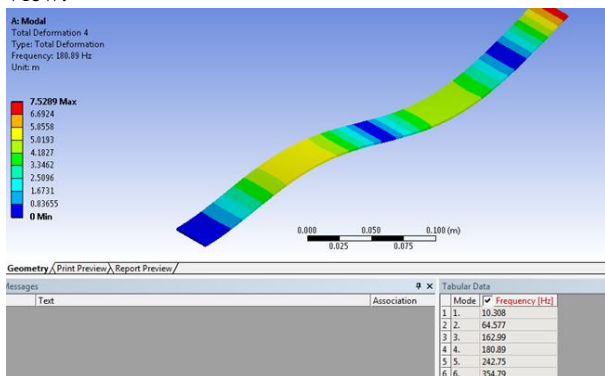 A: Modal
Total Deformation 4
Type: Total Deformation
Frequency: 180.89 Hz
Unit: m
7.5289 Max
6.6924
5.8558
5.0193
4.1827
3.3462
2.5096
1.6731
0.83655
0 Min
0.000 0.050 0.100 (m)
0.025 0.075
Geometry Print Preview Report Preview
Messages
Text Association
Tabular Data
Mode Frequency [Hz]
1 1. 10.308
2 2. 64.577
3 3. 162.99
4 4. 180.89
5 5. 242.75
6 6. 354.79